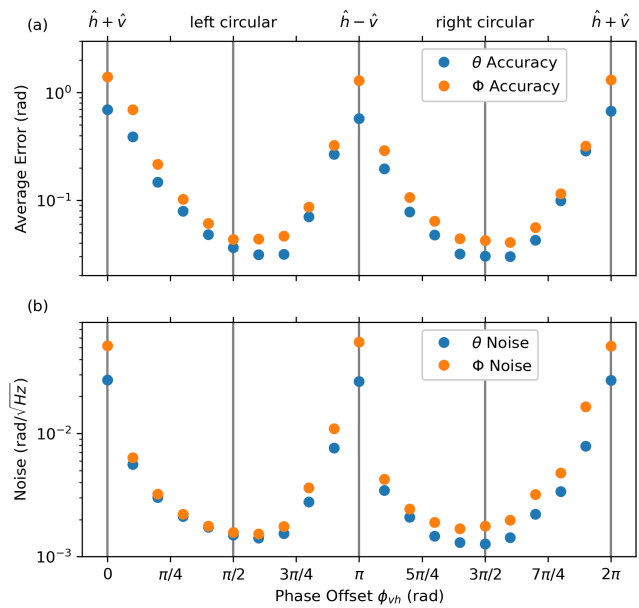 (a) ĥ + v̂ left circular ĥ − v̂ right circular ĥ + v̂
θ Accuracy
Φ Accuracy
10⁰
10⁻¹
Average Error (rad)
(b)
θ Noise
Φ Noise
10⁻²
10⁻³
Noise (rad/√Hz)
0 π/4 π/2 3π/4 π 5π/4 3π/2 7π/4 2π
Phase Offset ϕvh (rad)